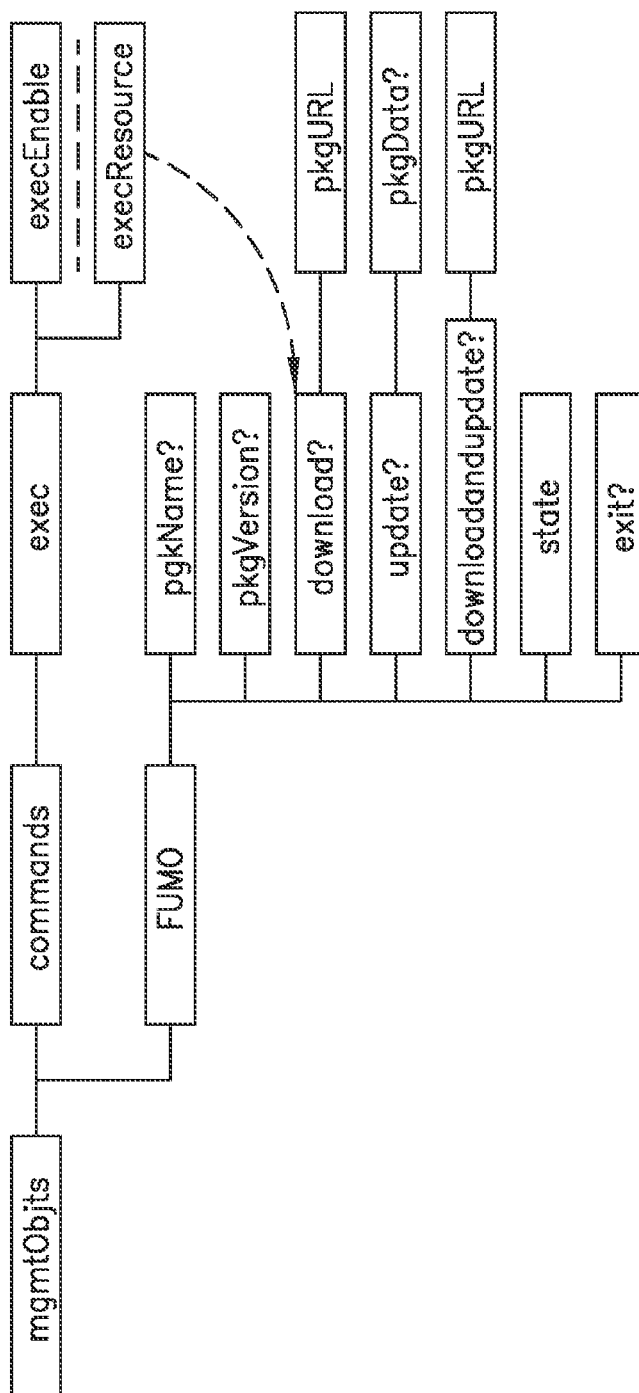 mgmtObjts
commands
exec
execEnable
execResource
FUMO
pgkName?
pkgVersion?
download?
pkgURL
update?
pkgData?
downloadandupdate?
pkgURL
state
exit?